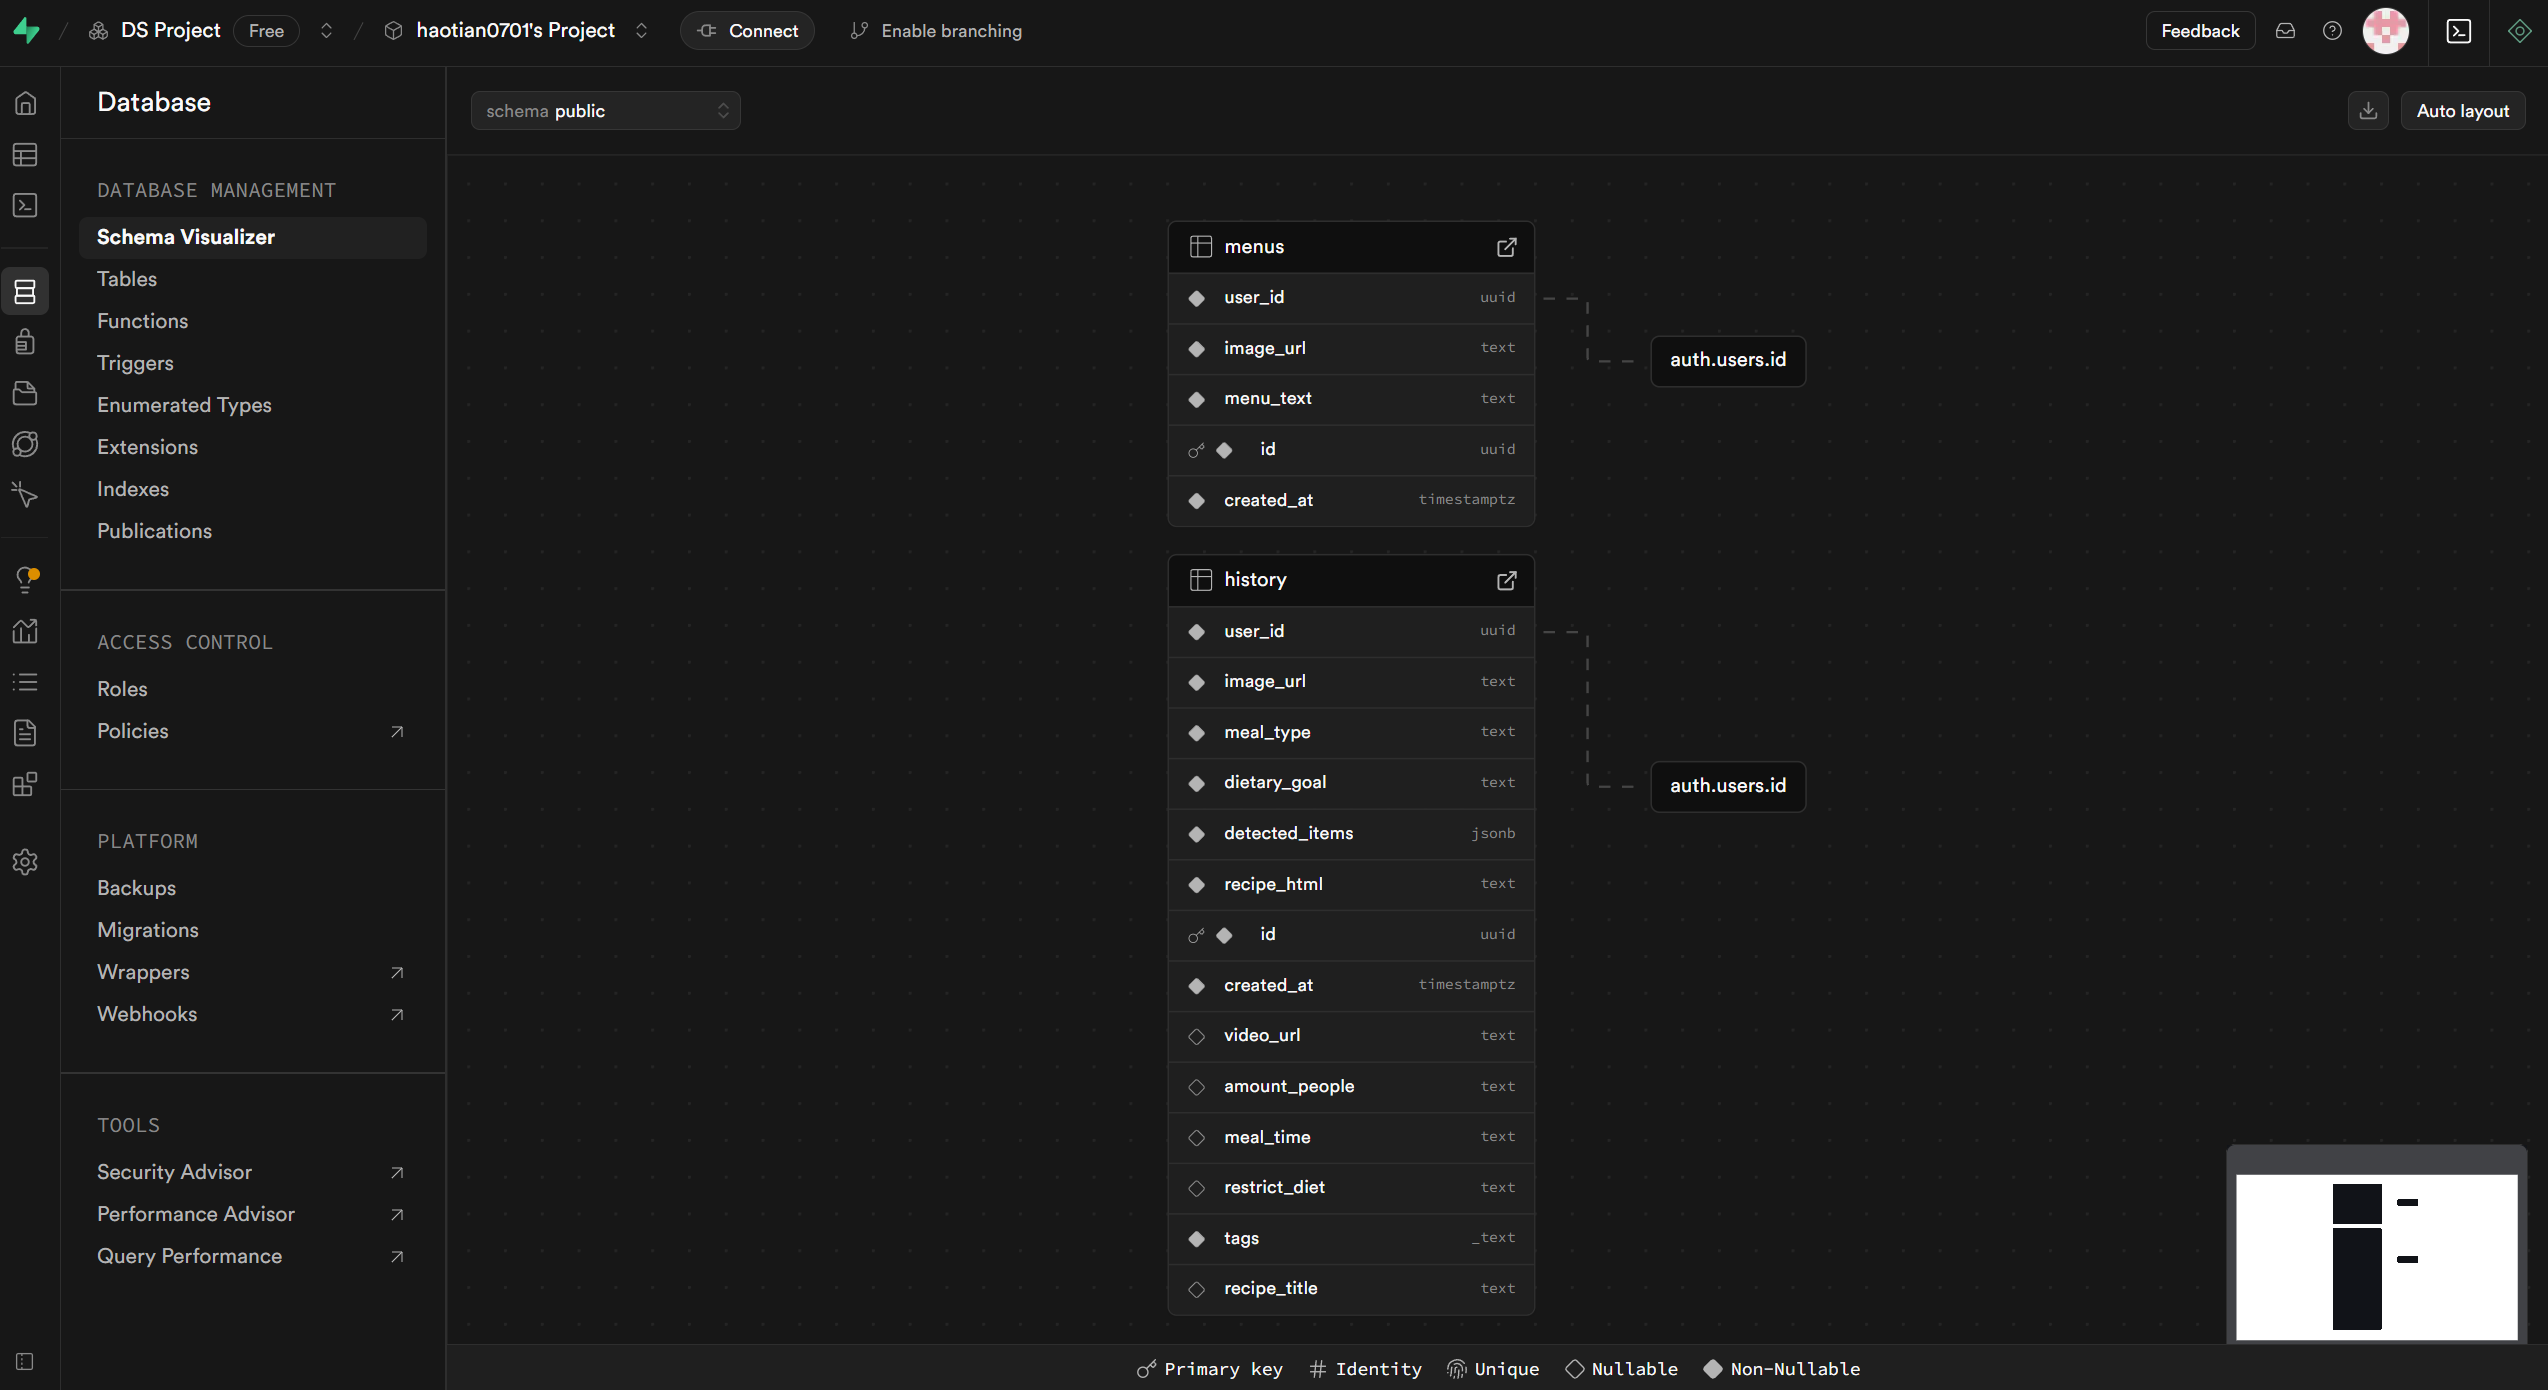 DS Project Free haotian0701's Project Connect Enable branching Feedback
Database
DATABASE MANAGEMENT
Schema Visualizer
Tables
Functions
Triggers
Enumerated Types
Extensions
Indexes
Publications
ACCESS CONTROL
Roles
Policies
PLATFORM
Backups
Migrations
Wrappers
Webhooks
TOOLS
Security Advisor
Performance Advisor
Query Performance
schema public
Auto layout
menus
user_id uuid
image_url text
menu_text text
id uuid
created_at timestamptz
auth.users.id
history
user_id uuid
image_url text
meal_type text
dietary_goal text
detected_items jsonb
recipe_html text
id uuid
created_at timestamptz
video_url text
amount_people text
meal_time text
restrict_diet text
tags _text
recipe_title text
auth.users.id
Primary key Identity Unique Nullable Non-Nullable